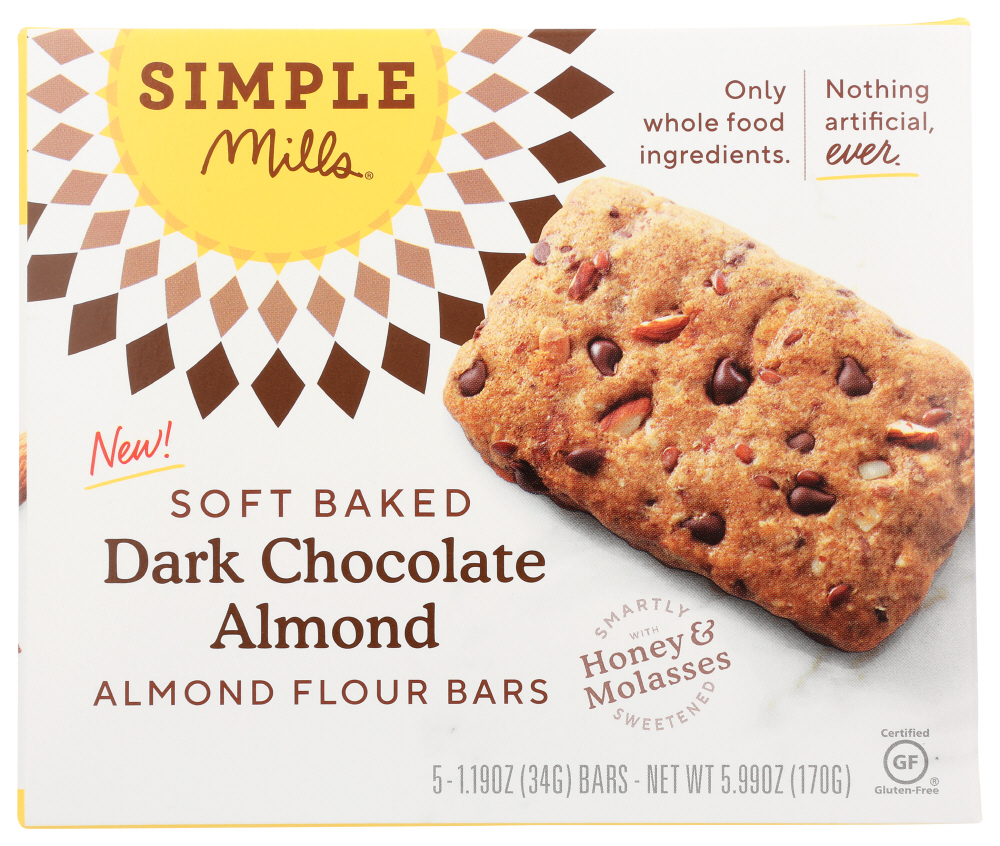 SIMPLE
Mills®
Only
whole food
ingredients.
Nothing
artificial,
ever.
New!
SOFT BAKED
Dark Chocolate
Almond
ALMOND FLOUR BARS
SMARTLY
WITH
Honey &
Molasses
SWEETENED
5 - 1.19OZ (34G) BARS - NET WT 5.99OZ (170G)
Certified
GF
®
Gluten-Free